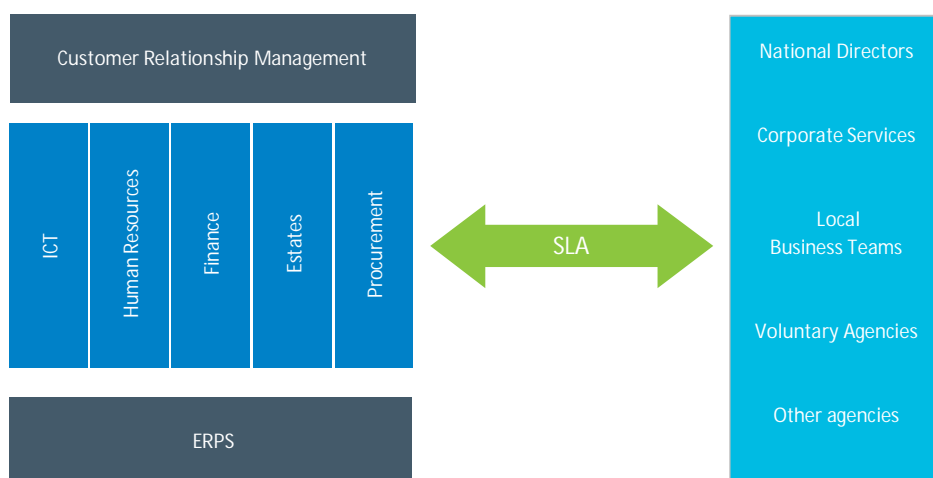 Customer Relationship Management
ICT
Human Resources
Finance
Estates
Procurement
ERPS
SLA
National Directors
Corporate Services
Local
Business Teams
Voluntary Agencies
Other agencies